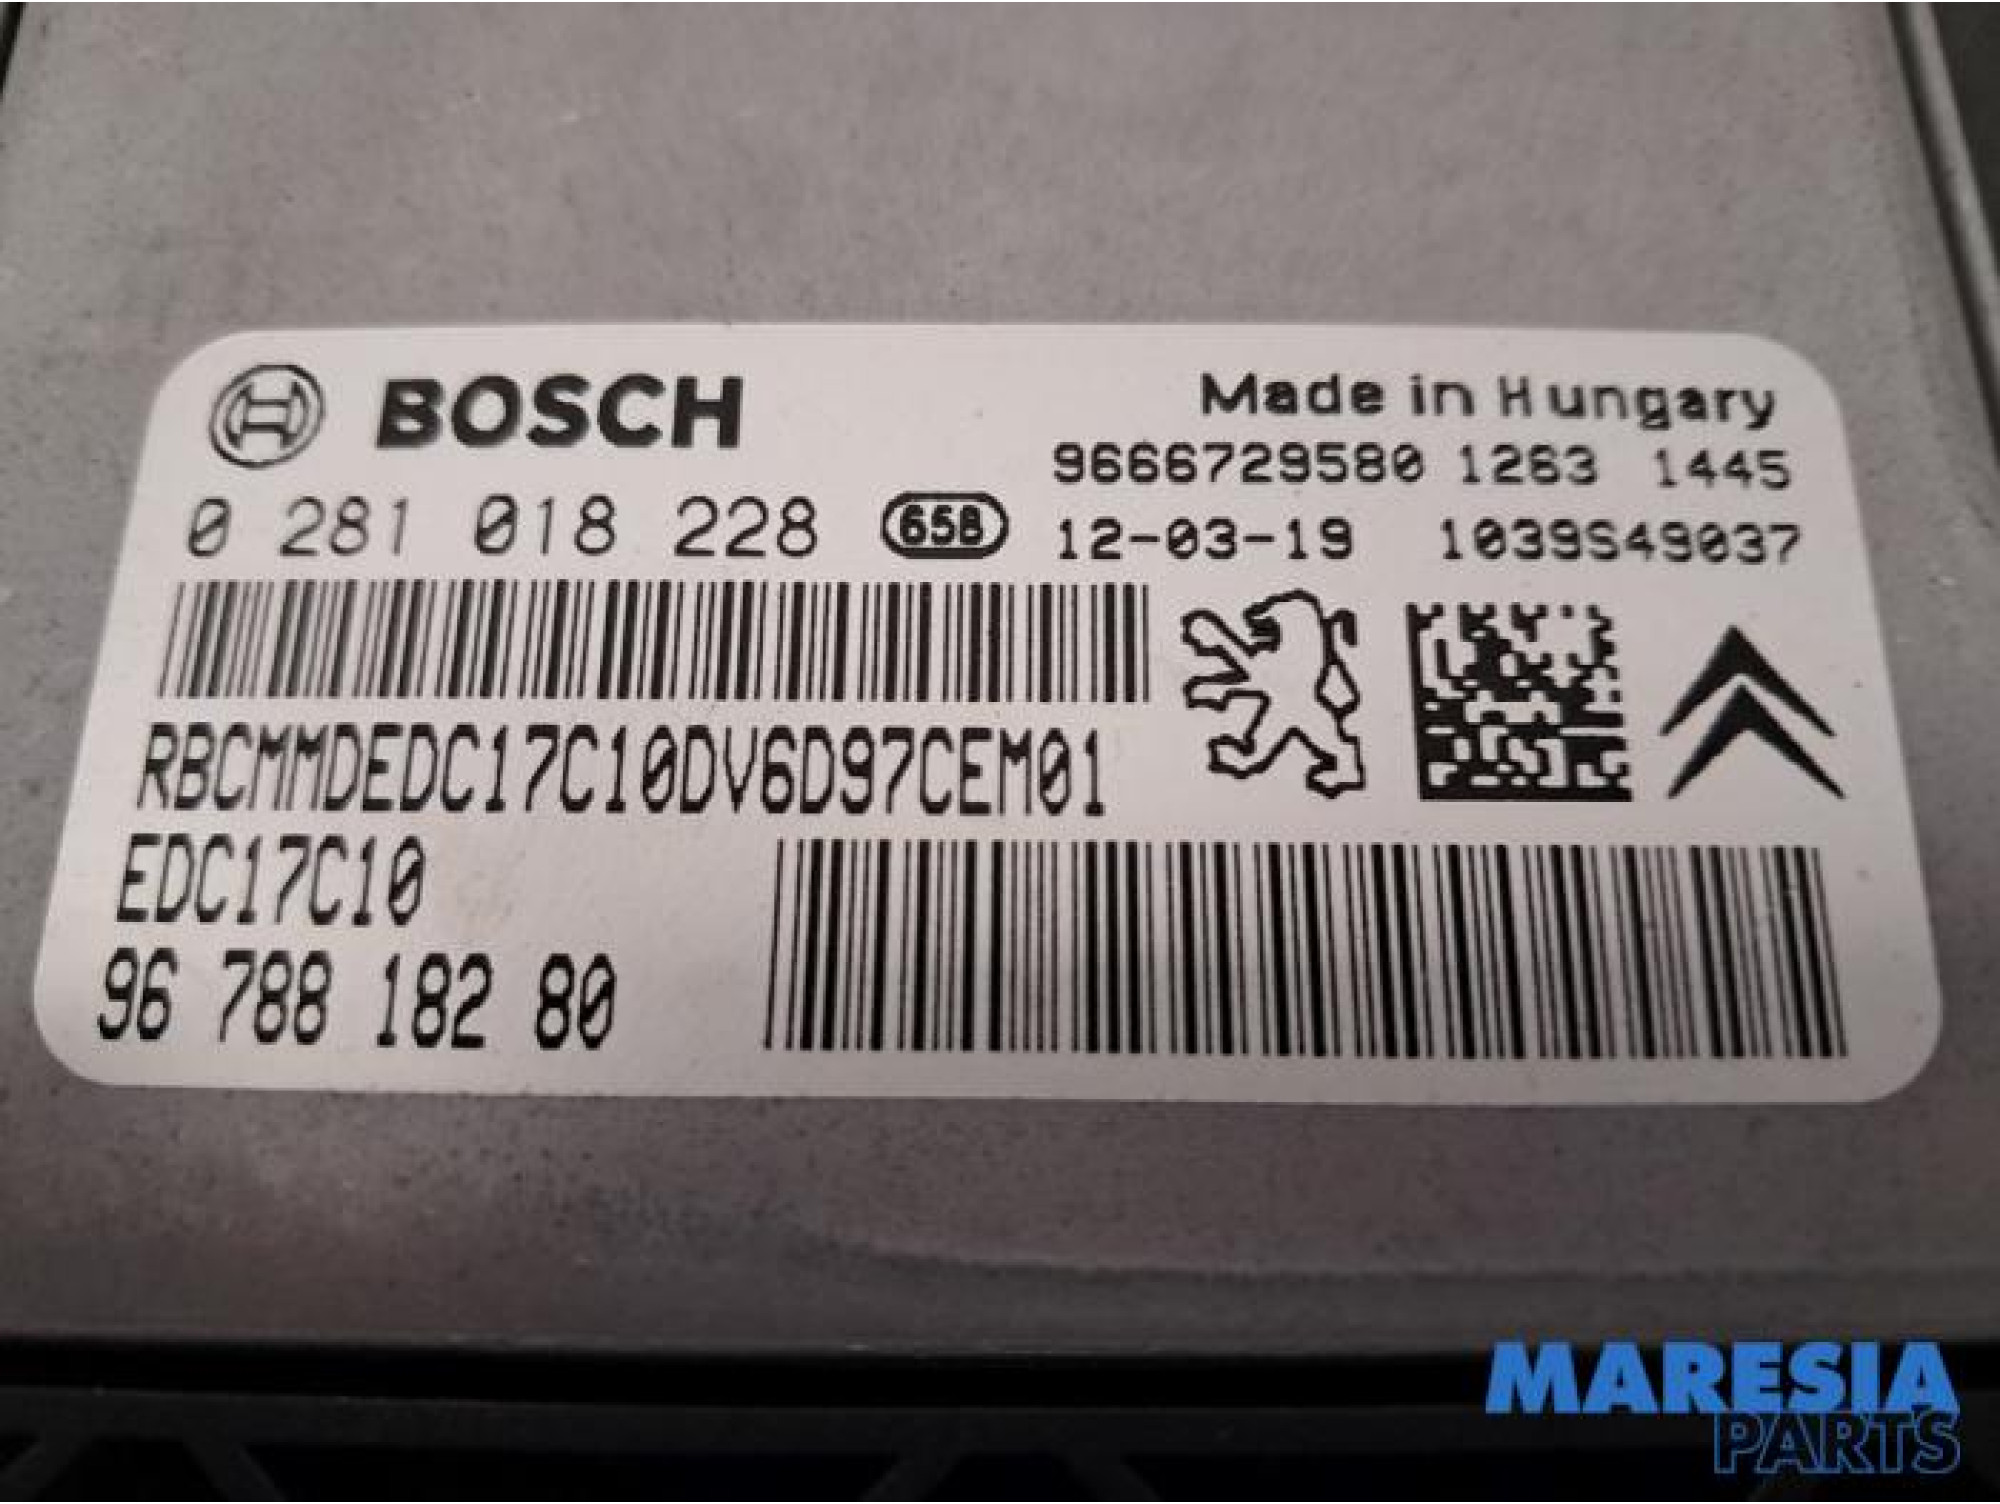 BOSCH
Made in Hungary
9666729580 1263 1445
0 281 018 228 658 12-03-19 1039S49037
RBCMMDEDC17C10DV6D97CEM01
EDC17C10
96 788 182 80
MARESIA
PARTS